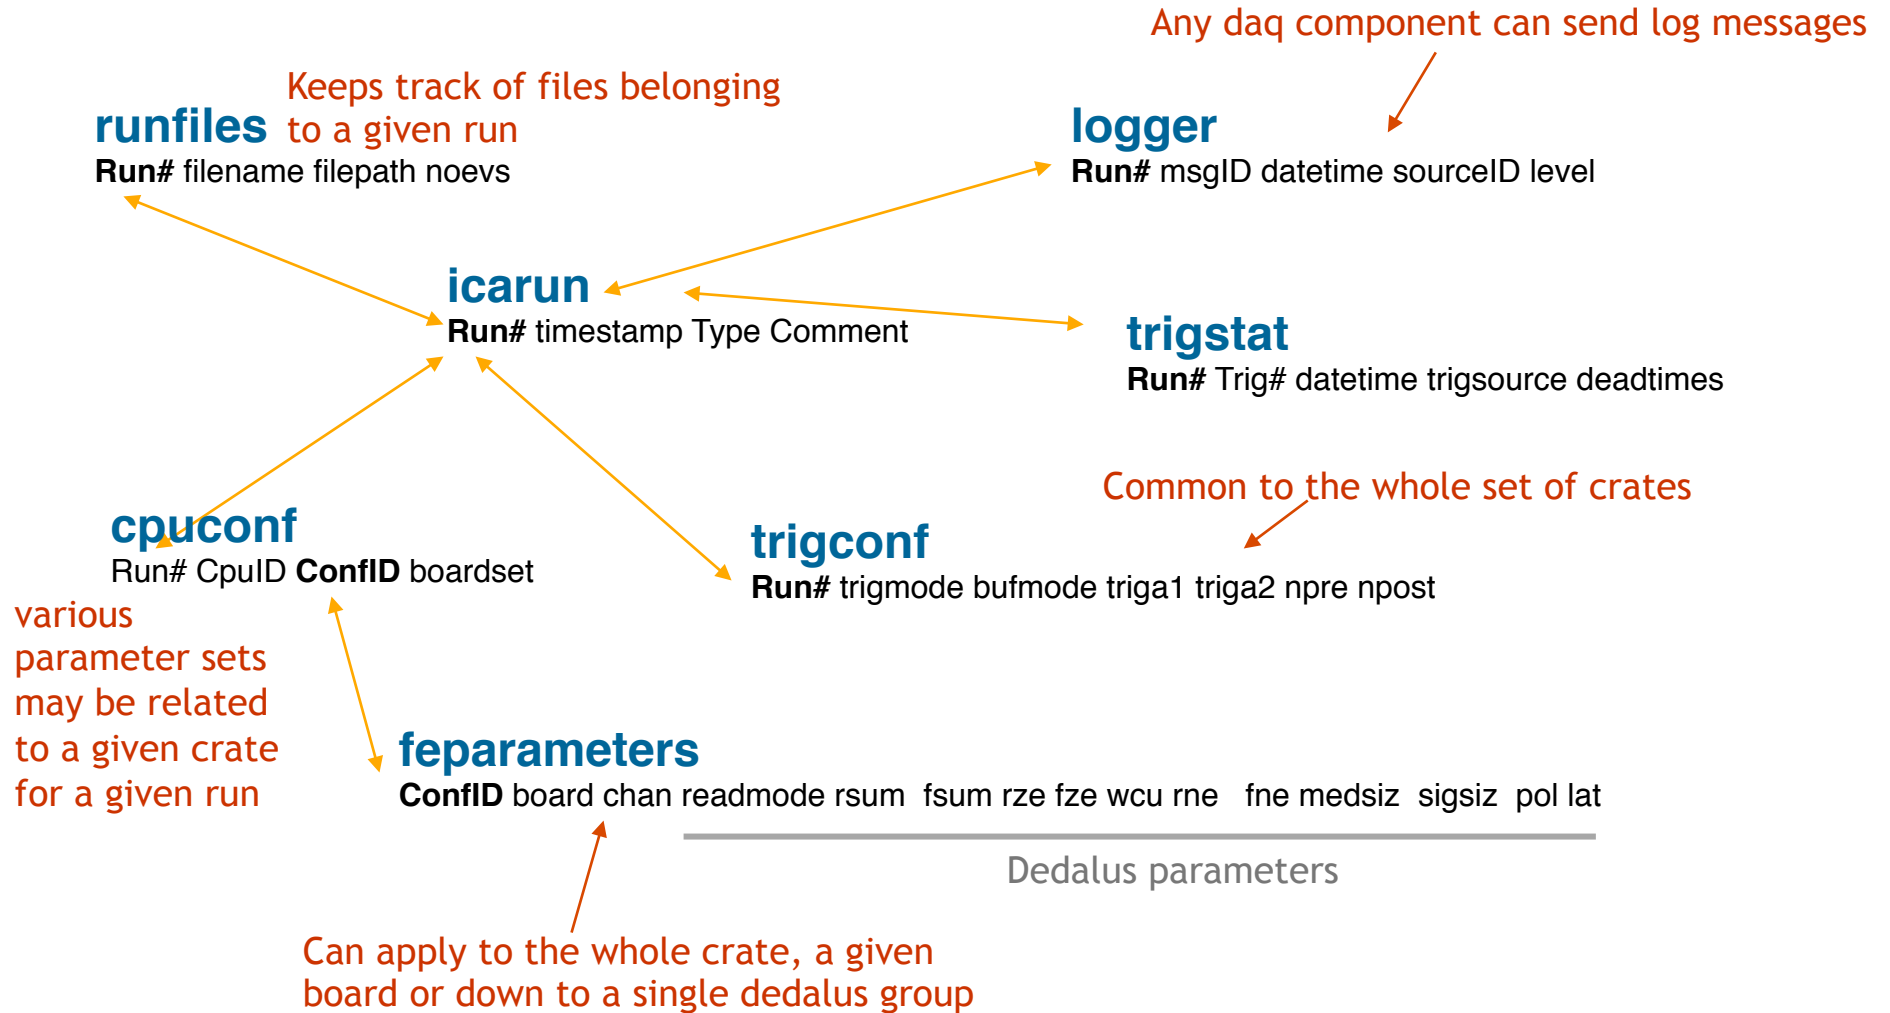 Any daq component can send log messages
Keeps track of files belonging
to a given run
runfiles
Run# filename filepath noevs
logger
Run# msgID datetime sourceID level
icarun
Run# timestamp Type Comment
trigstat
Run# Trig# datetime trigsource deadtimes
Common to the whole set of crates
cpuconf
Run# CpuID ConfID boardset
trigconf
Run# trigmode bufmode triga1 triga2 npre npost
various
parameter sets
may be related
to a given crate
for a given run
feparameters
ConfID board chan readmode rsum fsum rze fze wcu rne fne medsiz sigsiz pol lat
Dedalus parameters
Can apply to the whole crate, a given
board or down to a single dedalus group